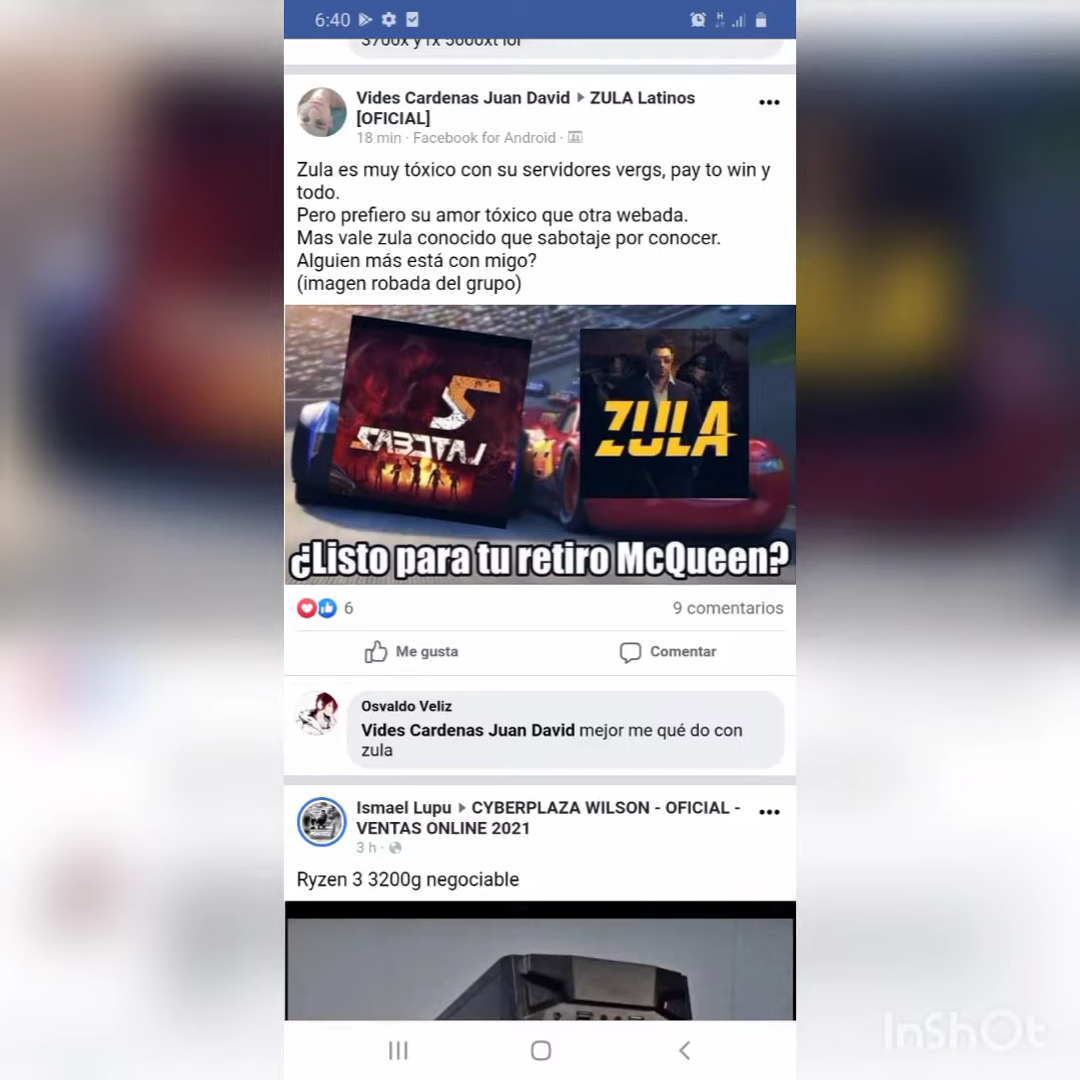 6:40
3700x y rx 5600xt lol
Vides Cardenas Juan David ▸ ZULA Latinos
[OFICIAL]
18 min · Facebook for Android ·
Zula es muy tóxico con su servidores vergs, pay to win y
todo.
Pero prefiero su amor tóxico que otra webada.
Mas vale zula conocido que sabotaje por conocer.
Alguien más está con migo?
(imagen robada del grupo)
SABOTAJ
ZULA
¿Listo para tu retiro McQueen?
6
9 comentarios
Me gusta
Comentar
Osvaldo Veliz
Vides Cardenas Juan David mejor me qué do con
zula
Ismael Lupu ▸ CYBERPLAZA WILSON - OFICIAL -
VENTAS ONLINE 2021
3 h ·
Ryzen 3 3200g negociable
InShOt